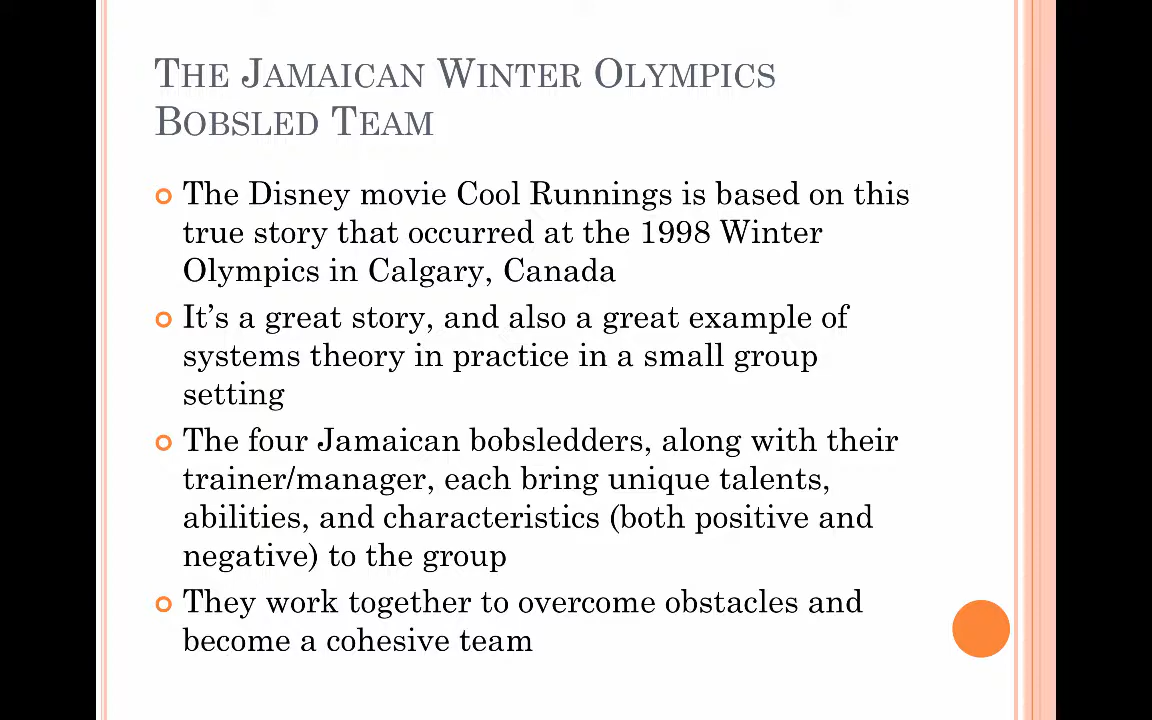 The Jamaican Winter Olympics
Bobsled Team
The Disney movie Cool Runnings is based on this
true story that occurred at the 1998 Winter
Olympics in Calgary, Canada
It’s a great story, and also a great example of
systems theory in practice in a small group
setting
The four Jamaican bobsledders, along with their
trainer/manager, each bring unique talents,
abilities, and characteristics (both positive and
negative) to the group
They work together to overcome obstacles and
become a cohesive team